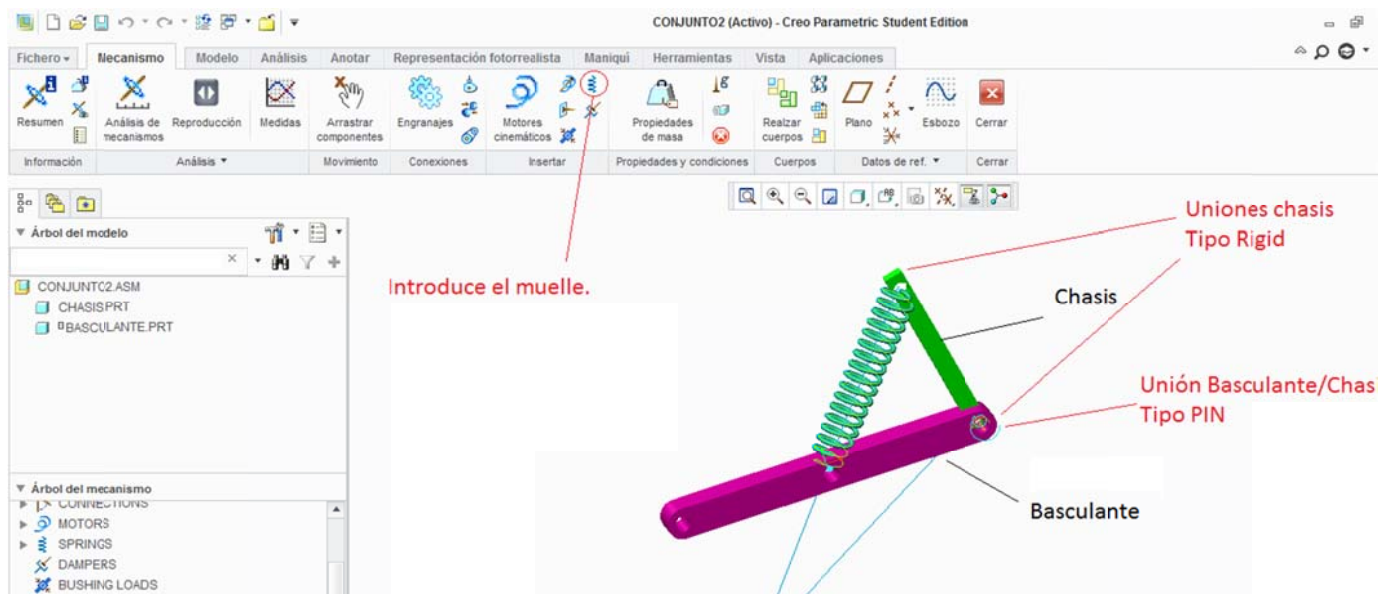 CONJUNTO2 (Activo) - Creo Parametric Student Edition
Fichero Mecanismo Modelo Análisis Anotar Representación fotorrealista Maniquí Herramientas Vista Aplicaciones
Resumen
Análisis de
mecanismos
Reproducción
Medidas
Arrastrar
componentes
Engranajes
Motores
cinemáticos
Propiedades
de masa
Realzar
cuerpos
Plano
Esbozo
Cerrar
Información Análisis Movimiento Conexiones Insertar Propiedades y condiciones Cuerpos Datos de ref. Cerrar
Árbol del modelo
CONJUNTO2.ASM
CHASIS.PRT
BASCULANTE.PRT
Introduce el muelle.
Uniones chasis
Tipo Rigid
Chasis
Unión Basculante/Chas
Tipo PIN
Basculante
Árbol del mecanismo
CONNECTIONS
MOTORS
SPRINGS
DAMPERS
BUSHING LOADS